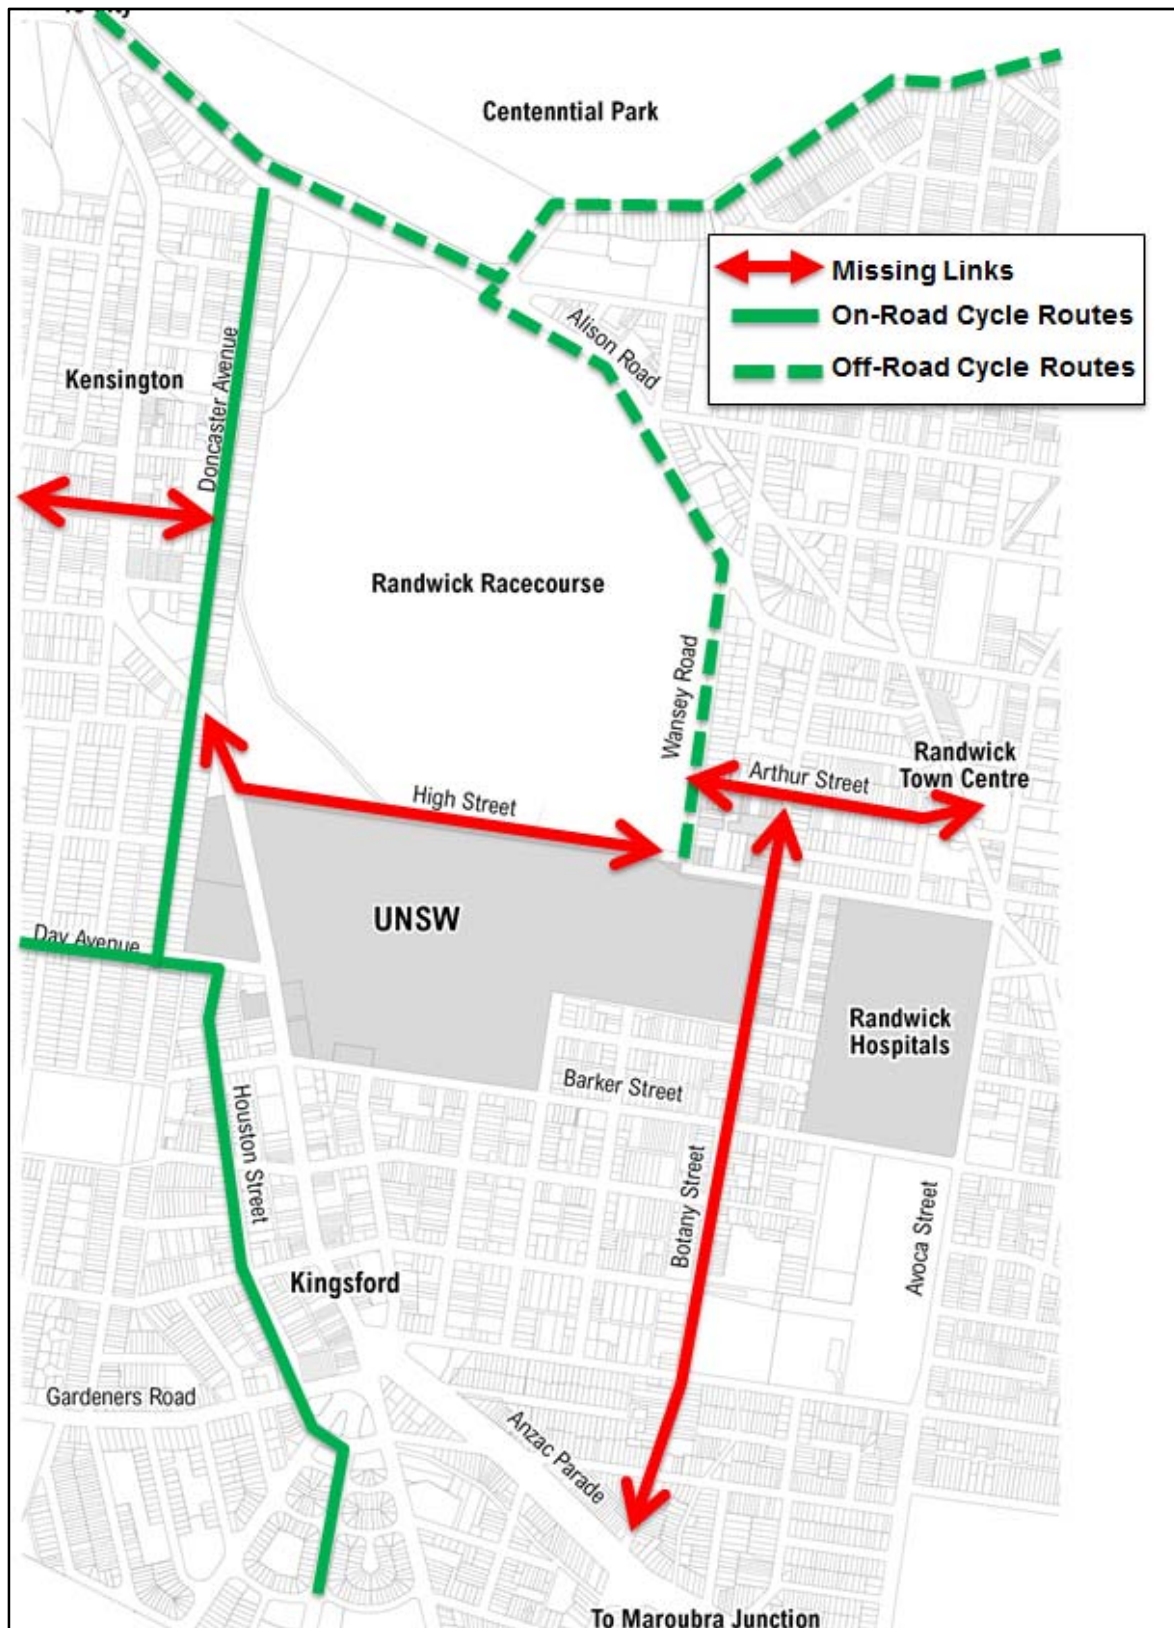 Centenntial Park
Missing Links
On-Road Cycle Routes
Off-Road Cycle Routes
Alison Road
Doncaster Avenue
Kensington
Randwick Racecourse
Wansey Road
Randwick
Town Centre
Arthur Street
High Street
UNSW
Day Avenue
Randwick
Hospitals
Barker Street
Houston Street
Botany Street
Avoca Street
Kingsford
Gardeners Road
Anzac Parade
To Maroubra Junction